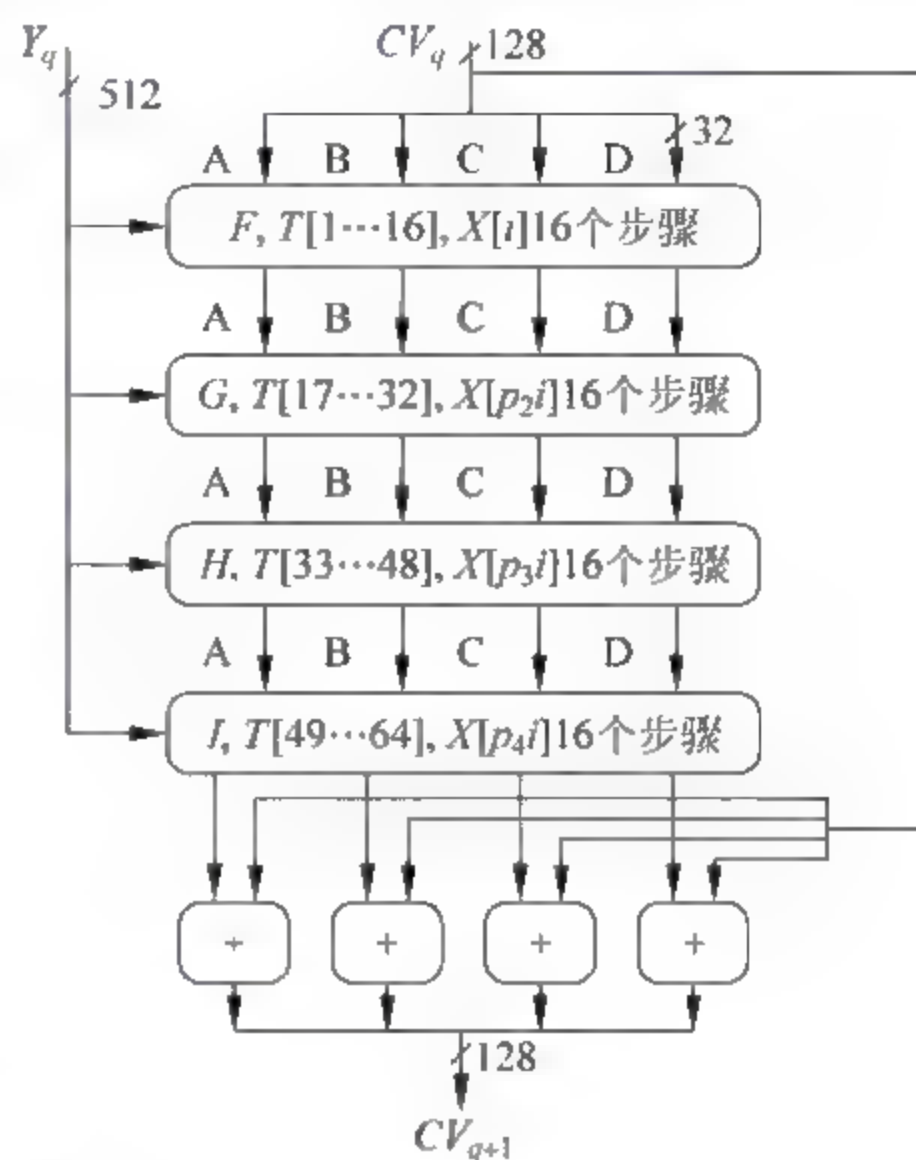 Y_q CV_q 128
512
32
A B C D
F, T[1…16], X[i]16个步骤
A B C D
G, T[17…32], X[p₂i]16个步骤
A B C D
H, T[33…48], X[p₃i]16个步骤
A B C D
I, T[49…64], X[p₄i]16个步骤
+ + + +
128
CV_{q+1}